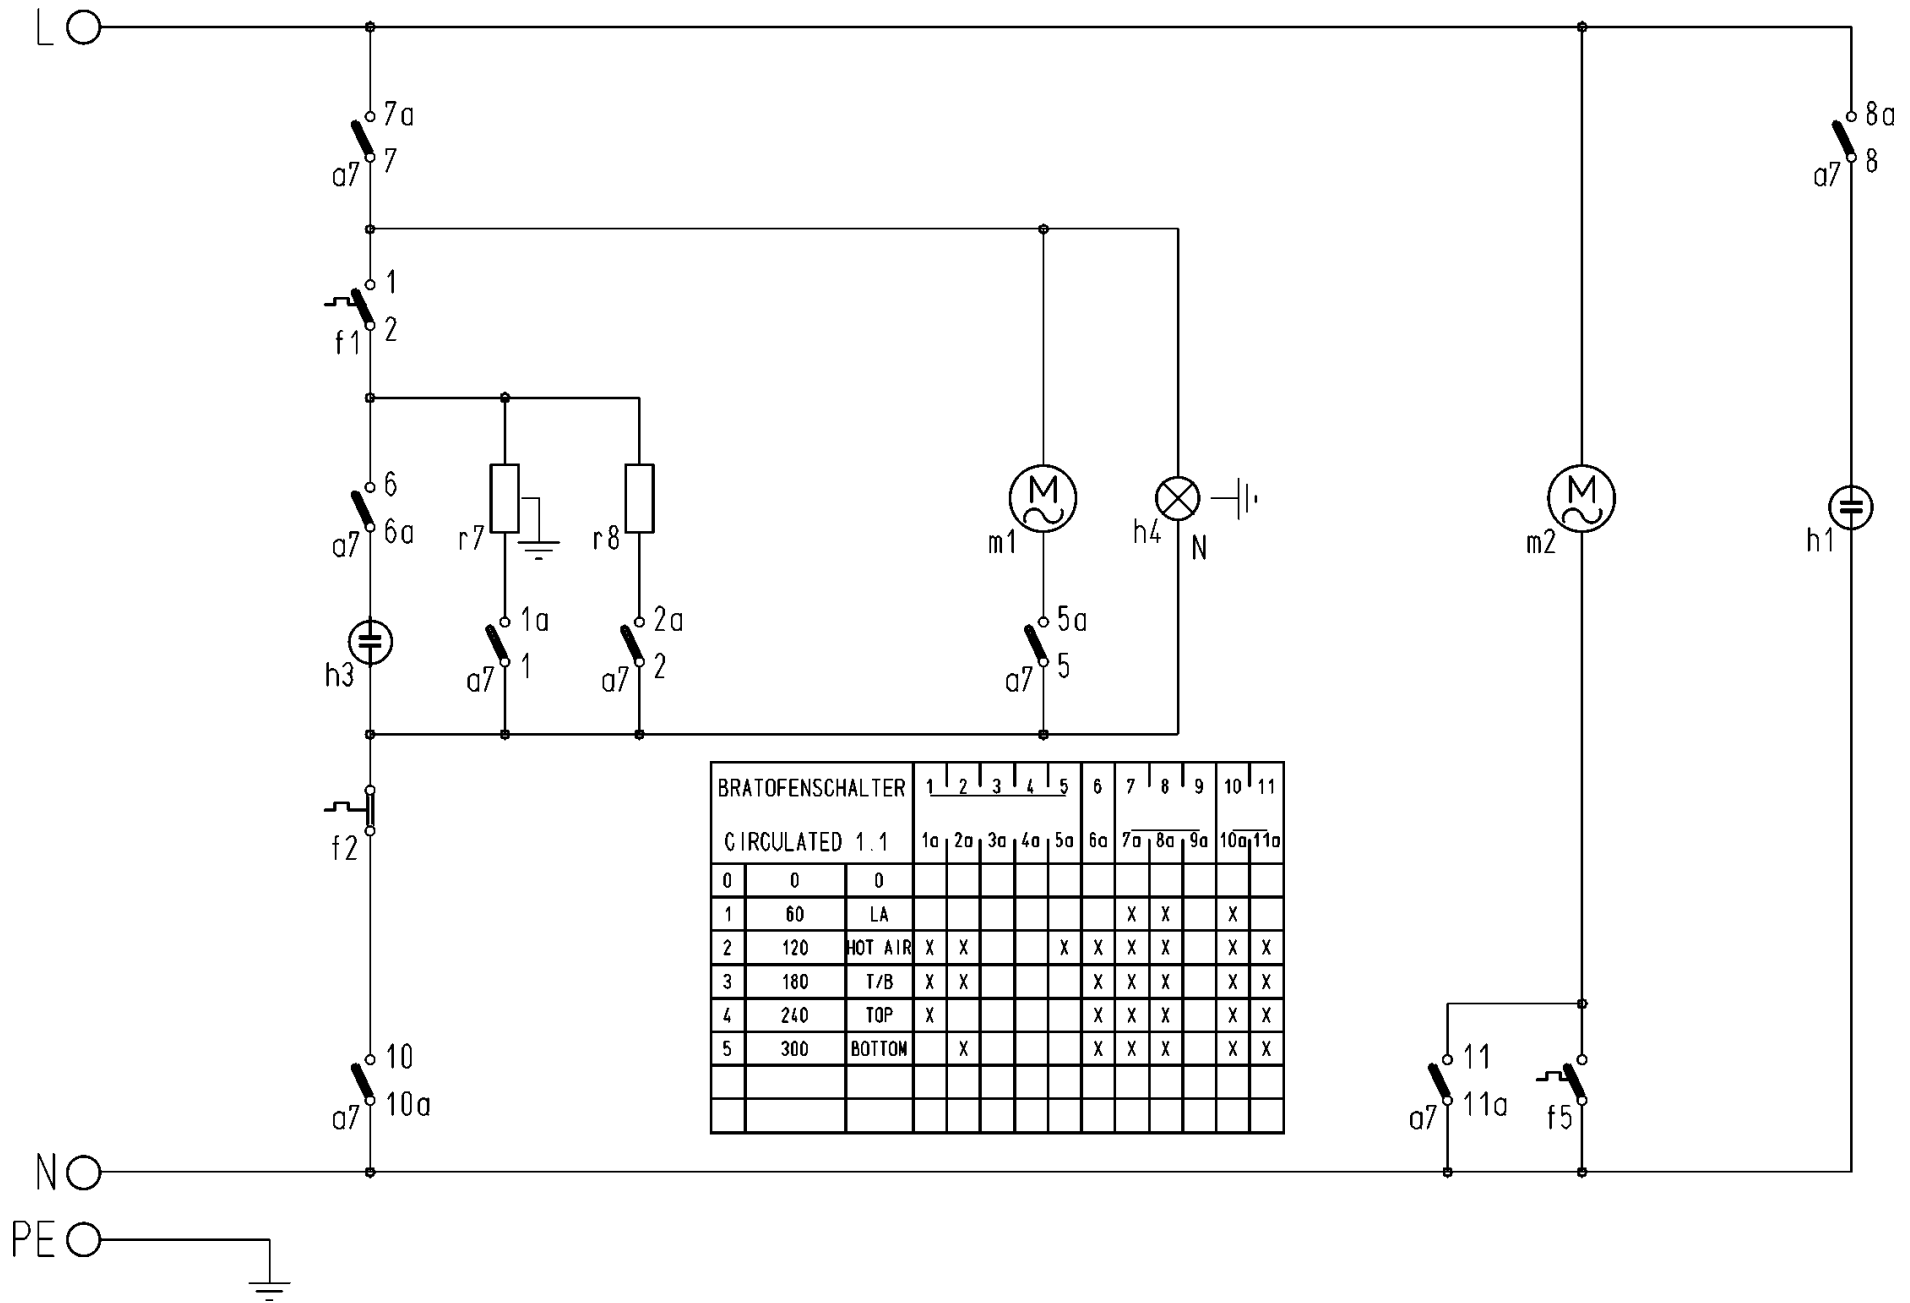 L
7a
7
a7
8a
8
a7
1
2
f1
6
6a
a7
r7
r8
M
m1
h4
N
M
m2
h1
1a
1
a7
2a
2
a7
5a
5
a7
h3
f2
BRATOFENSCHALTER 1 2 3 4 5 6 7 8 9 10 11
CIRCULATED 1.1 1a 2a 3a 4a 5a 6a 7a 8a 9a 10a 11a
0 0 0
1 60 LA X X X
2 120 HOT AIR X X X X X X X X
3 180 T/B X X X X X X X
4 240 TOP X X X X X X
5 300 BOTTOM X X X X X X
10
10a
a7
11
11a
a7
f5
N
PE